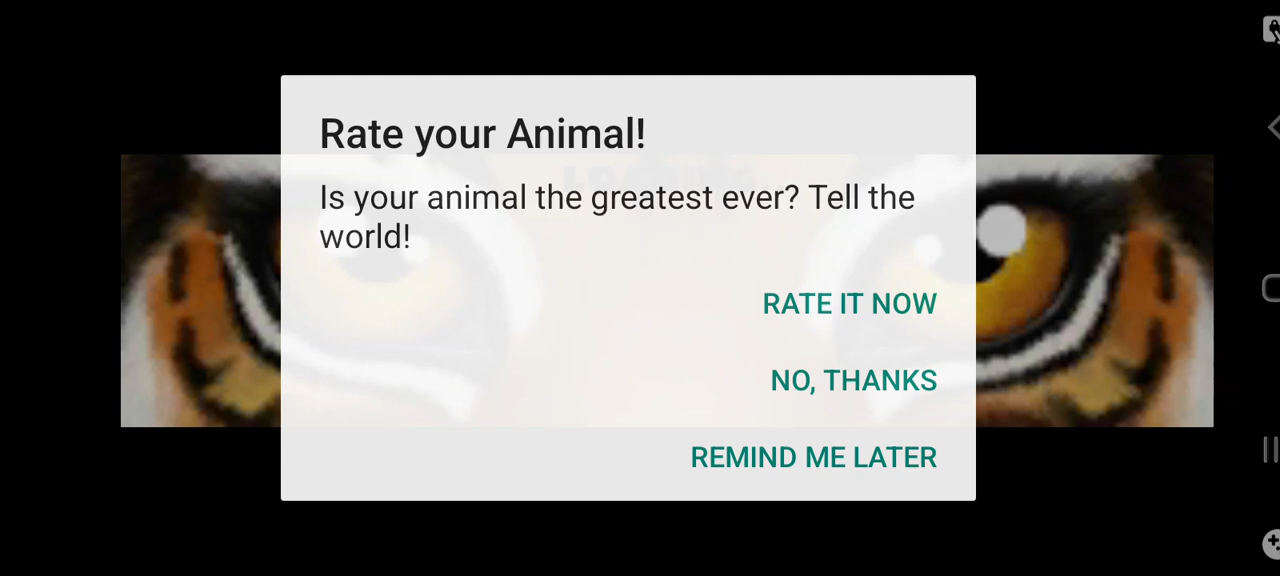 Rate your Animal!
Is your animal the greatest ever? Tell the
world!
RATE IT NOW
NO, THANKS
REMIND ME LATER